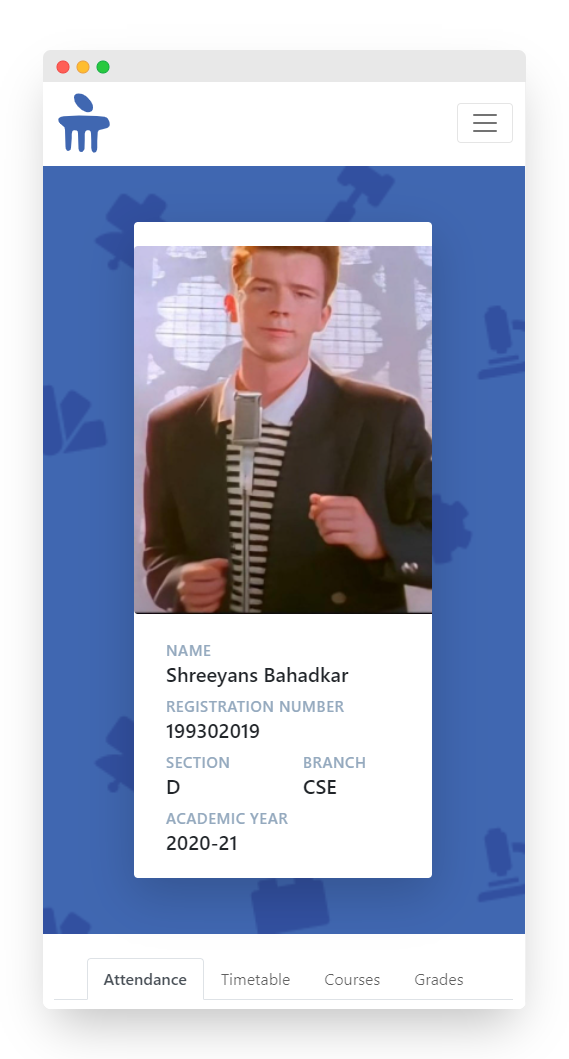 NAME
Shreeyans Bahadkar
REGISTRATION NUMBER
199302019
SECTION BRANCH
D CSE
ACADEMIC YEAR
2020-21
Attendance Timetable Courses Grades